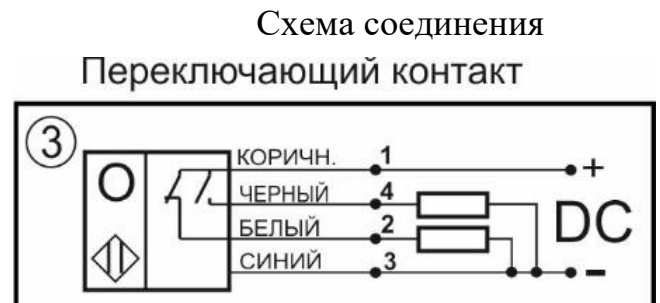 Схема соединения
Переключающий контакт
3
O
КОРИЧН. 1 +
ЧЕРНЫЙ 4
БЕЛЫЙ 2
СИНИЙ 3 -
DC